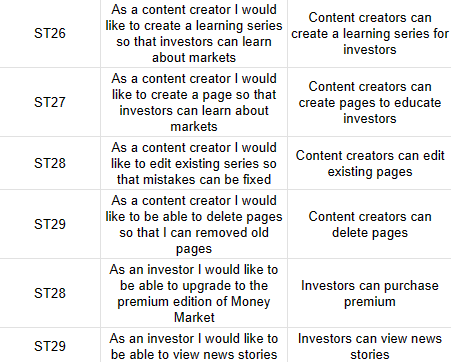 ST26
As a content creator I would
like to create a learning series
so that investors can learn
about markets
Content creators can
create a learning series for
investors
ST27
As a content creator I would
like to create a page so that
investors can learn about
markets
Content creators can
create pages to educate
investors
ST28
As a content creator I would
like to edit existing series so
that mistakes can be fixed
Content creators can edit
existing pages
ST29
As a content creator I would
like to be able to delete pages
so that I can removed old
pages
Content creators can
delete pages
ST28
As an investor I would like to
be able to upgrade to the
premium edition of Money
Market
Investors can purchase
premium
ST29
As an investor I would like to
be able to view news stories
Investors can view news
stories